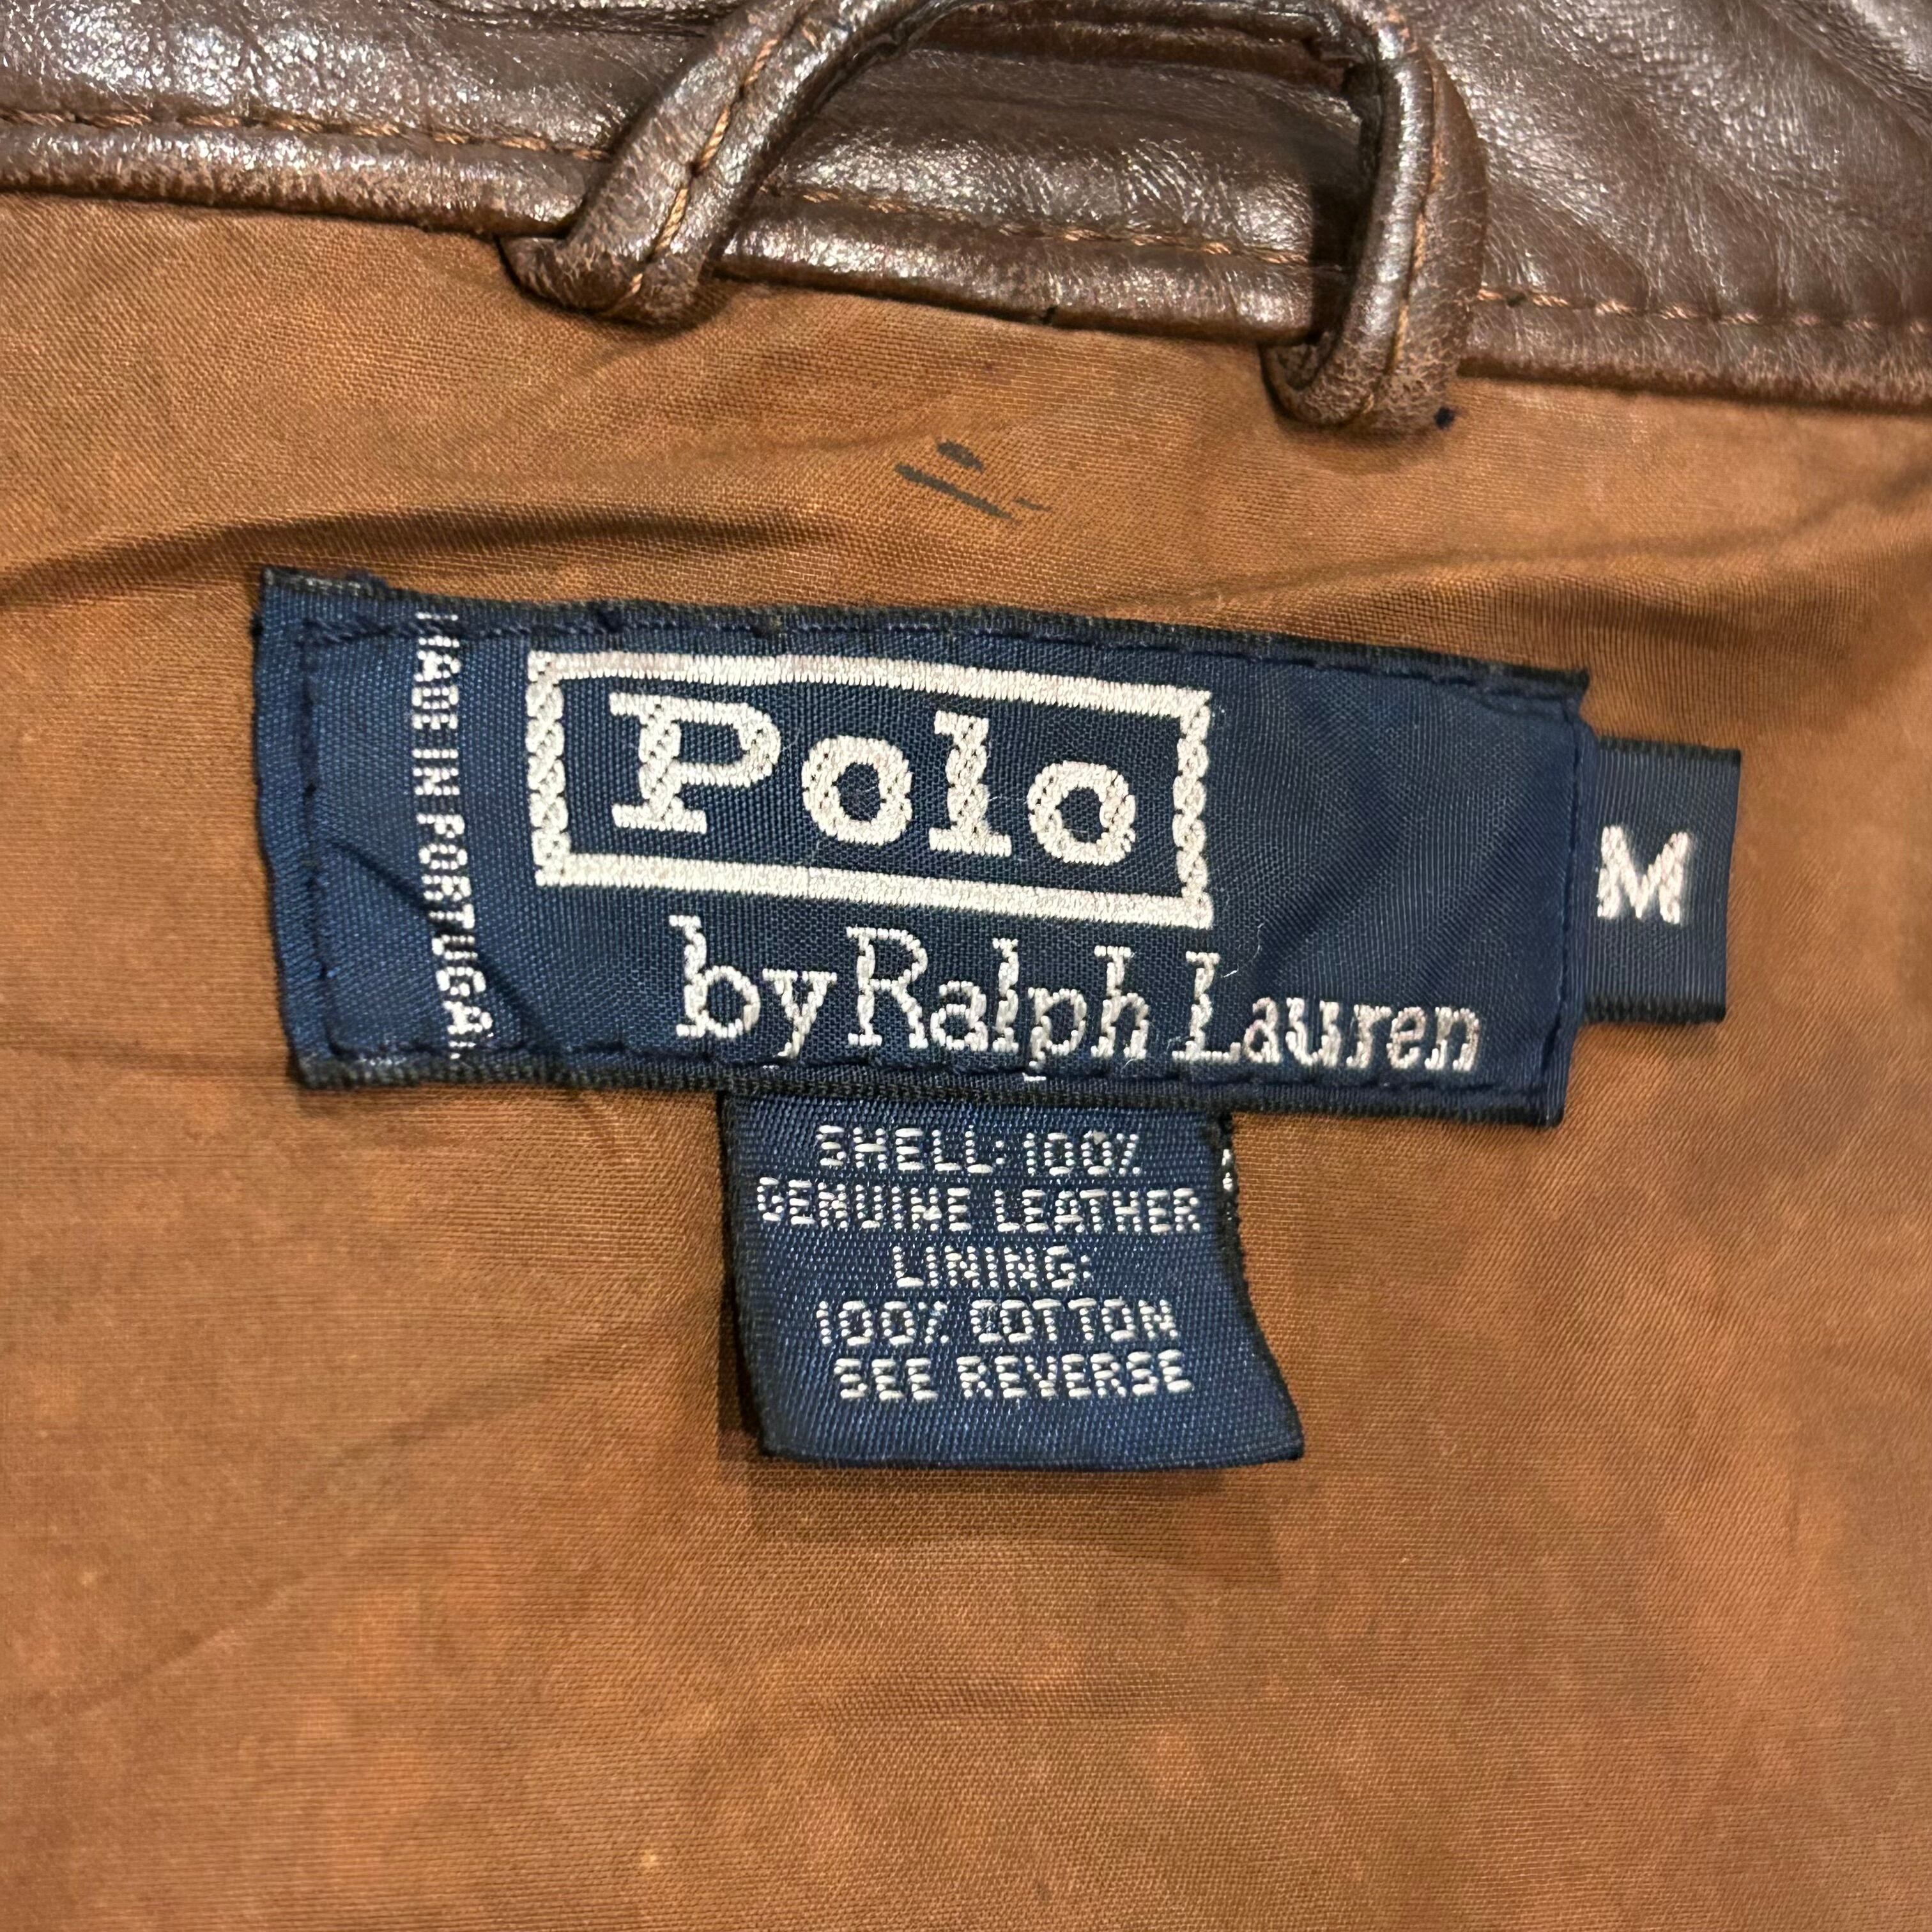 MADE IN PORTUGAL
Polo
by Ralph Lauren
M
SHELL: 100%
GENUINE LEATHER
LINING:
100% COTTON
SEE REVERSE